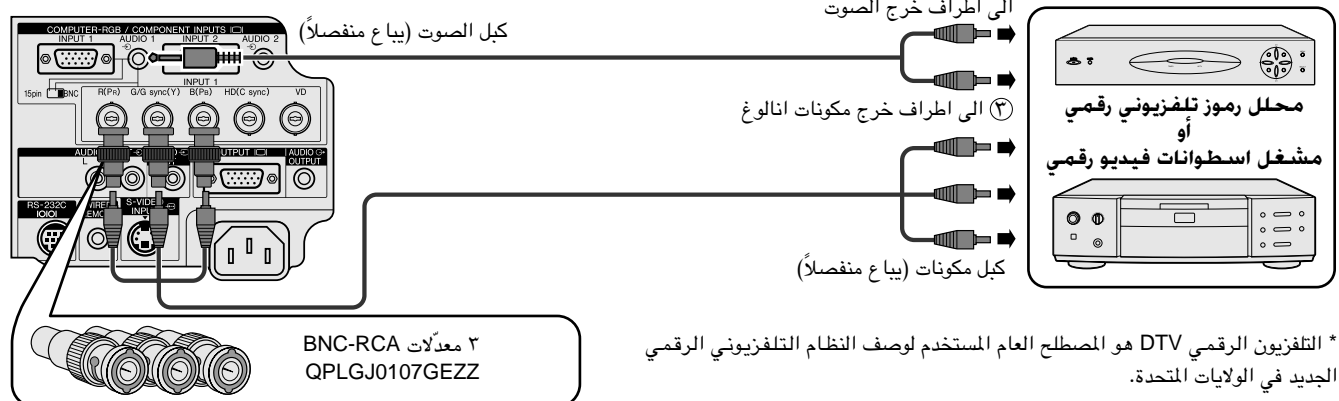 الى اطراف خرج الصوت
كبل الصوت (يباع منفصلاً)
COMPUTER-RGB / COMPONENT INPUTS
INPUT 1 AUDIO 1 INPUT 2 AUDIO 2
15pin BNC
INPUT 1
R(PR) G/G sync(Y) B(PB) HD(C sync) VD
محلل رموز تلفزيوني رقمي
أو
مشغل اسطوانات فيديو رقمي
③ الى اطراف خرج مكونات انالوغ
L
OUTPUT
AUDIO OUTPUT
RS-232C
S-VIDEO
كبل مكونات (يباع منفصلاً)
٣ معدّلات BNC-RCA
QPLGJ0107GEZZ
* التلفزيون الرقمي DTV هو المصطلح العام المستخدم لوصف النظام التلفزيوني الرقمي
الجديد في الولايات المتحدة.